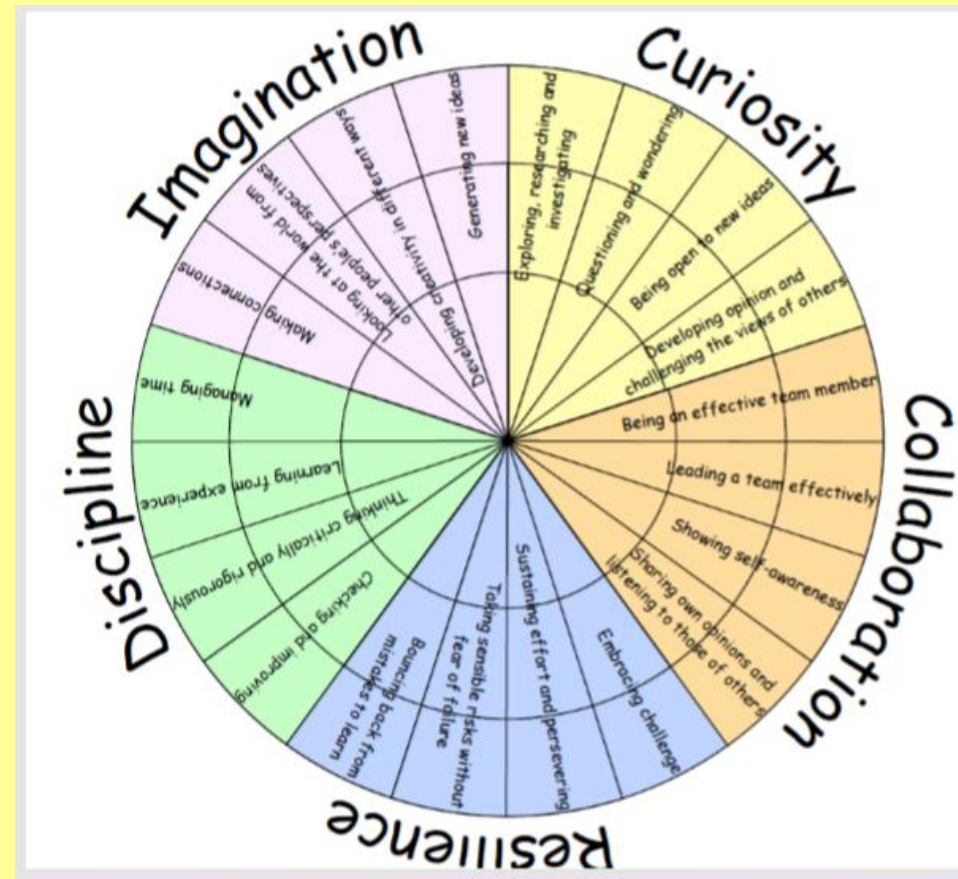 Curiosity
Exploring, researching and
investigating
Questioning and wondering
Being open to new ideas
Developing opinion and
challenging the views of others
Collaboration
Being an effective team member
Leading a team effectively
Showing self-awareness
Sharing own opinions and
listening to those of others
Resilience
Embracing challenge
Sustaining effort and persevering
Taking sensible risks without
fear of failure
Bouncing back from
mistakes to learn
Discipline
Checking and improving
Thinking critically and rigorously
Learning from experience
Managing time
Imagination
Making connections
Looking at the world from
other people's perspectives
Developing creativity in different ways
Generating new ideas